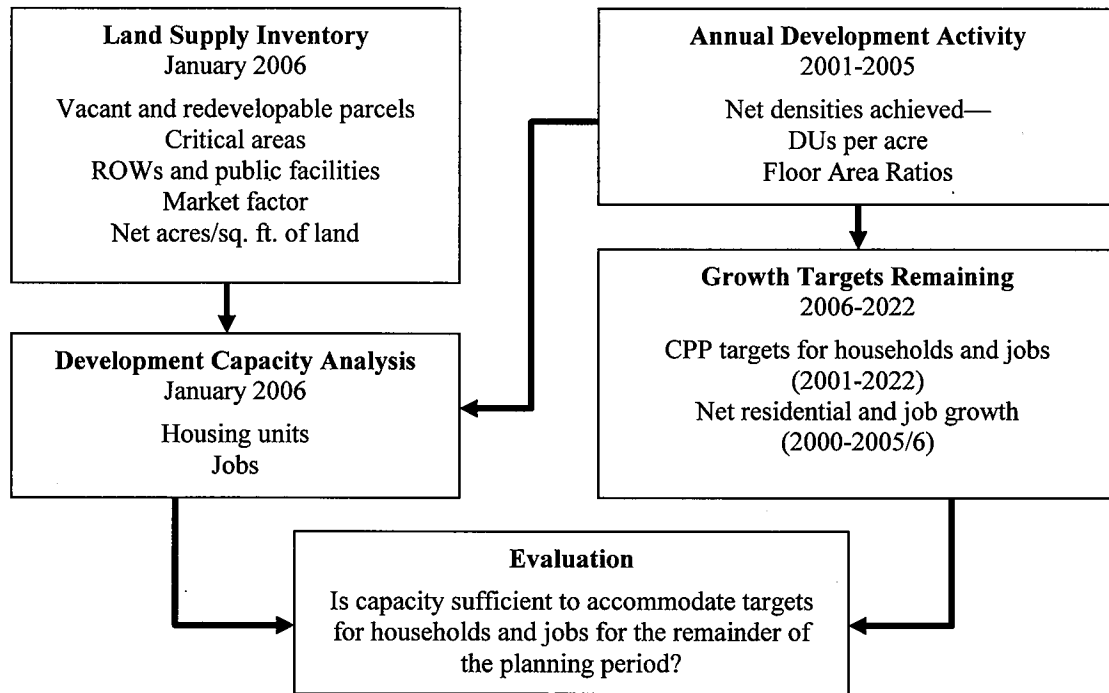 Land Supply Inventory
January 2006
Vacant and redevelopable parcels
Critical areas
ROWs and public facilities
Market factor
Net acres/sq. ft. of land
Annual Development Activity
2001-2005
Net densities achieved—
DUs per acre
Floor Area Ratios
Development Capacity Analysis
January 2006
Housing units
Jobs
Growth Targets Remaining
2006-2022
CPP targets for households and jobs
(2001-2022)
Net residential and job growth
(2000-2005/6)
Evaluation
Is capacity sufficient to accommodate targets
for households and jobs for the remainder of
the planning period?